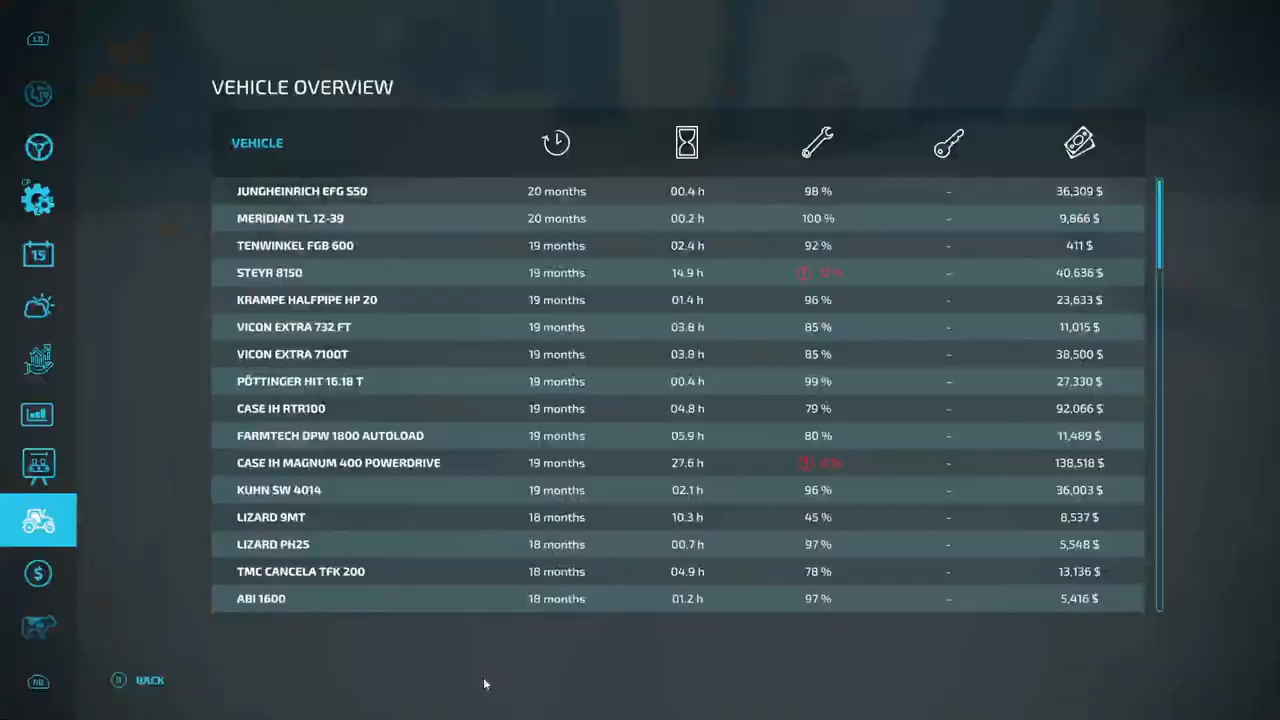 LB
VEHICLE OVERVIEW
VEHICLE
CP
15
JUNGHEINRICH EFG S50 20 months 00.4 h 98 % - 36,309 $
MERIDIAN TL 12-39 20 months 00.2 h 100 % - 9,866 $
TENWINKEL FGB 600 19 months 02.4 h 92 % - 411 $
STEYR 8150 19 months 14.9 h - 40,636 $
KRAMPE HALFPIPE HP 20 19 months 01.4 h 96 % - 23,633 $
VICON EXTRA 732 FT 19 months 03.8 h 85 % - 11,015 $
VICON EXTRA 7100T 19 months 03.8 h 85 % - 38,500 $
PÖTTINGER HIT 16.18 T 19 months 00.4 h 99 % - 27,330 $
CASE IH RTR100 19 months 04.8 h 79 % - 92,066 $
FARMTECH DPW 1800 AUTOLOAD 19 months 05.9 h 80 % - 11,489 $
CASE IH MAGNUM 400 POWERDRIVE 19 months 27.6 h - 138,518 $
KUHN SW 4014 19 months 02.1 h 96 % - 36,003 $
LIZARD 9MT 18 months 10.3 h 45 % - 8,537 $
LIZARD PH25 18 months 00.7 h 97 % - 5,548 $
TMC CANCELA TFK 200 18 months 04.9 h 78 % - 13,136 $
ABI 1600 18 months 01.2 h 97 % - 5,416 $
$
RB
B BACK